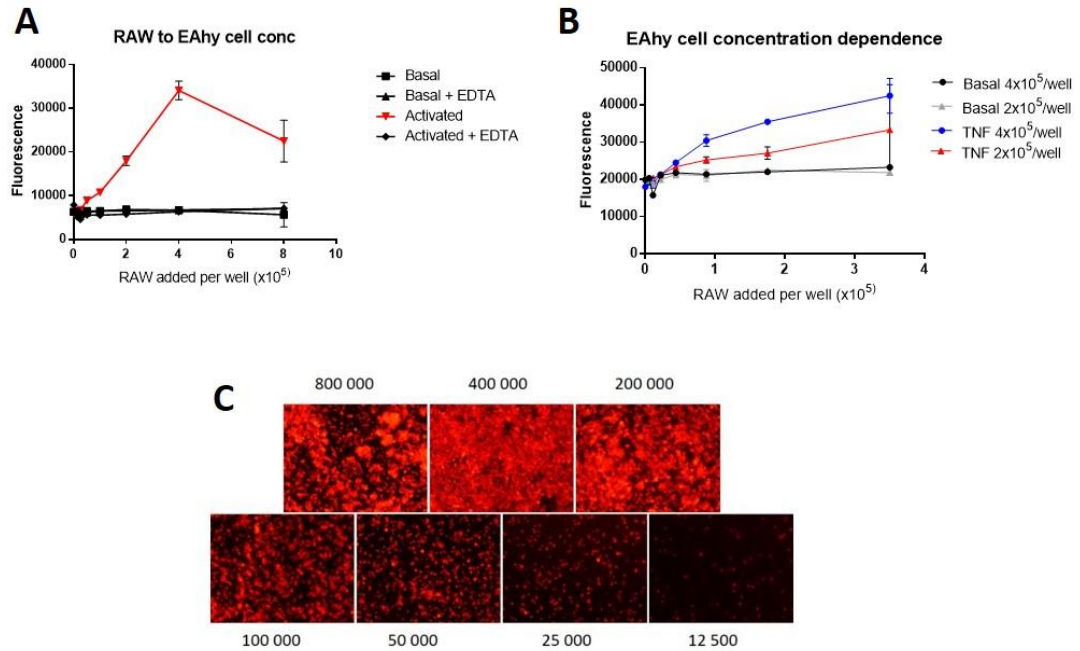 A
RAW to EAhy cell conc
40000
30000
20000
10000
0
Fluorescence
0 2 4 6 8 10
RAW added per well (x10⁵)
Basal
Basal + EDTA
Activated
Activated + EDTA
B
EAhy cell concentration dependence
50000
40000
30000
20000
10000
0
Fluorescence
0 1 2 3 4
RAW added per well (x10⁵)
Basal 4x10⁵/well
Basal 2x10⁵/well
TNF 4x10⁵/well
TNF 2x10⁵/well
C
800 000 400 000 200 000
100 000 50 000 25 000 12 500